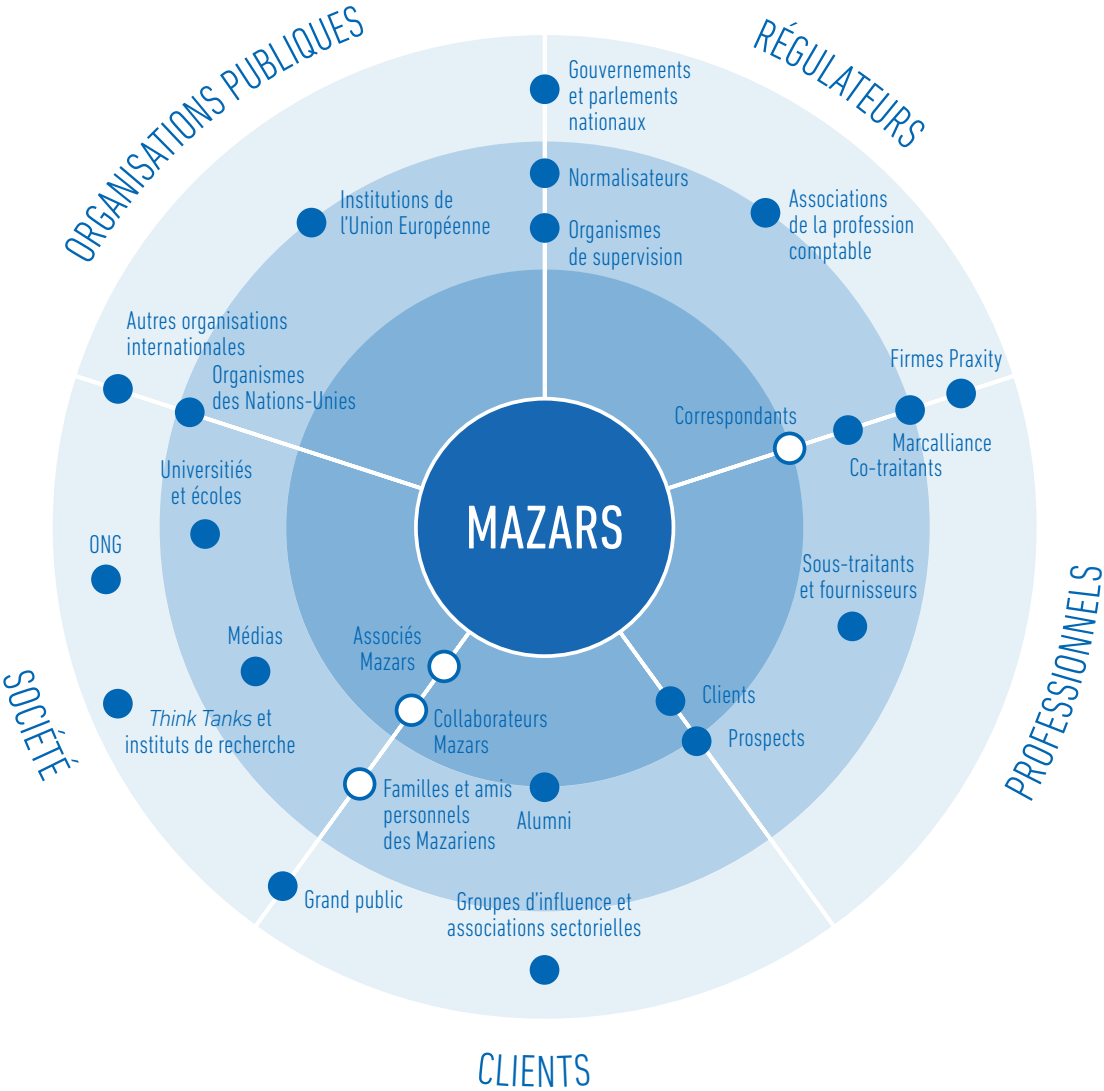 ORGANISATIONS PUBLIQUES
RÉGULATEURS
Gouvernements
et parlements
nationaux
Normalisateurs
Organismes
de supervision
Institutions de
l'Union Européenne
Associations
de la profession
comptable
Autres organisations
internationales
Organismes
des Nations-Unies
Firmes Praxity
Correspondants
Marcalliance
Co-traitants
Universitiés
et écoles
MAZARS
ONG
Sous-traitants
et fournisseurs
PROFESSIONNELS
Médias
Associés
Mazars
SOCIÉTÉ
Think Tanks et
instituts de recherche
Collaborateurs
Mazars
Clients
Prospects
Familles et amis
personnels
des Mazariens
Alumni
Grand public
Groupes d'influence et
associations sectorielles
CLIENTS